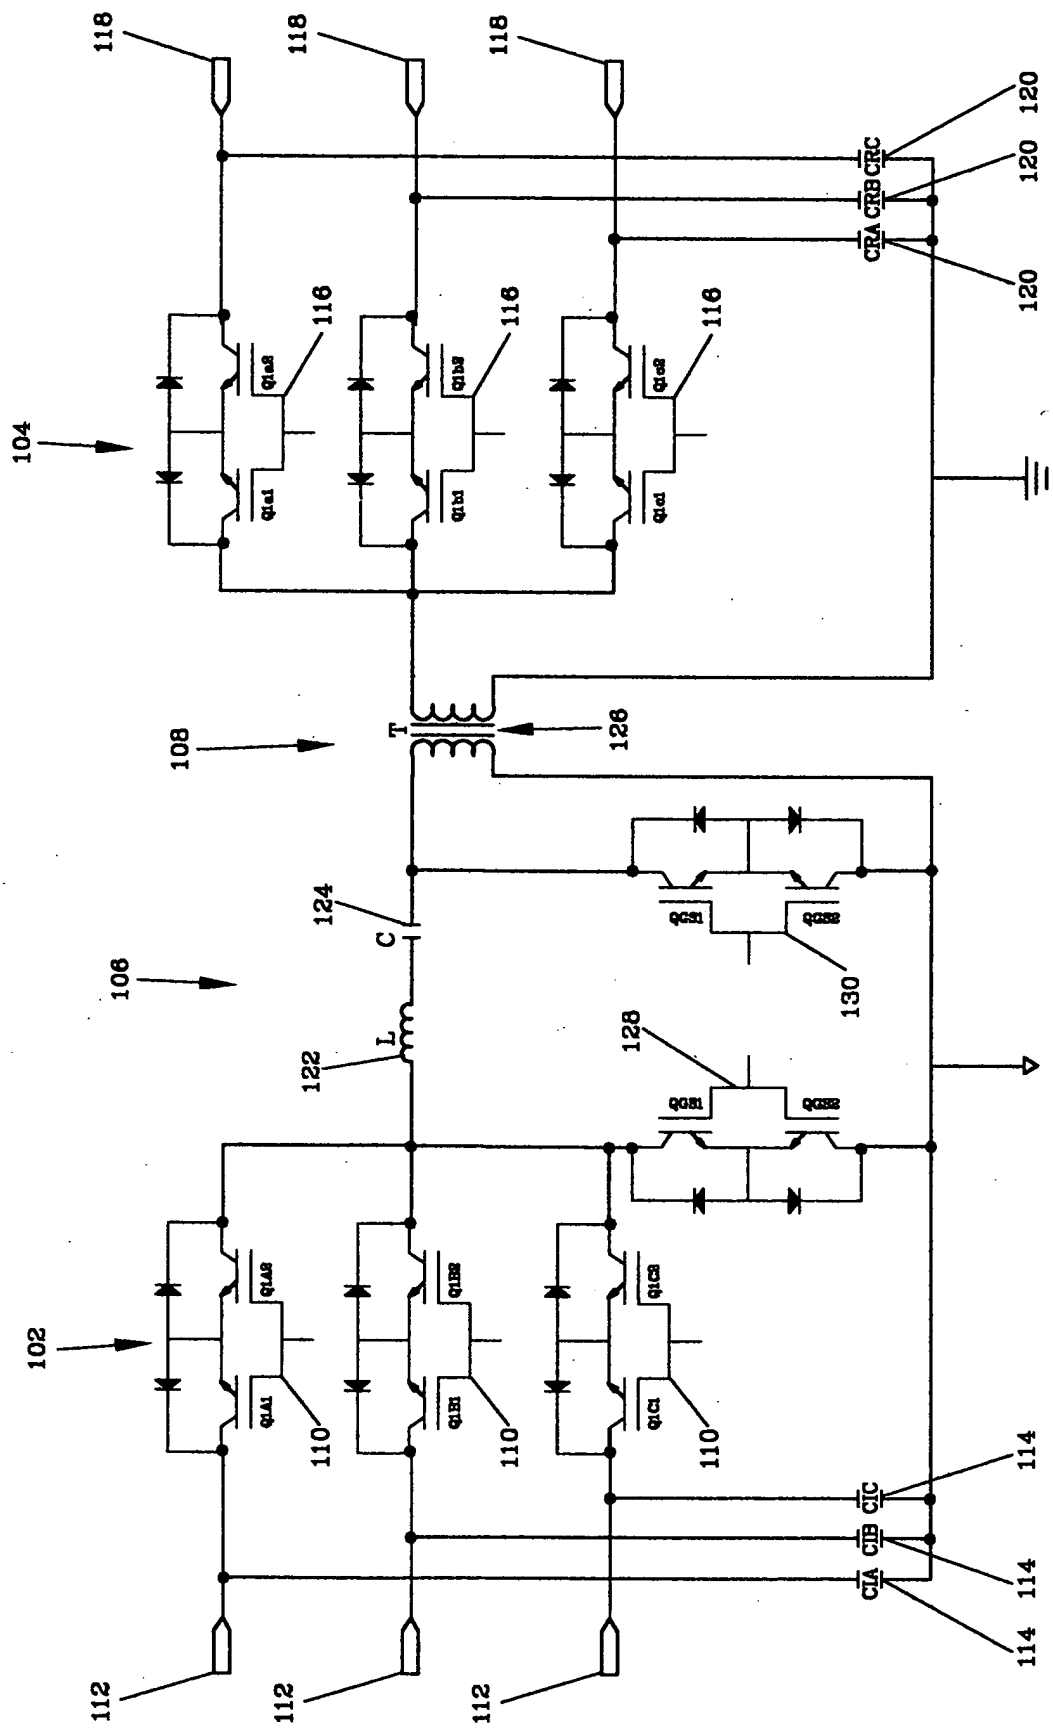 104
102
112
118
106
108
Q1A1
Q1A2
Q1a1
Q1a2
112
110
122
124
118
116
L
C
T
Q1B1
Q1B2
Q1b1
Q1b2
112
110
118
116
126
128
Q1C1
Q1C2
Q1c1
Q1c2
QGS1
QGS1
110
116
QGS2
QGS2
130
CIA
CIB
CIC
CRA
CRB
CRC
114
114
114
120
120
120